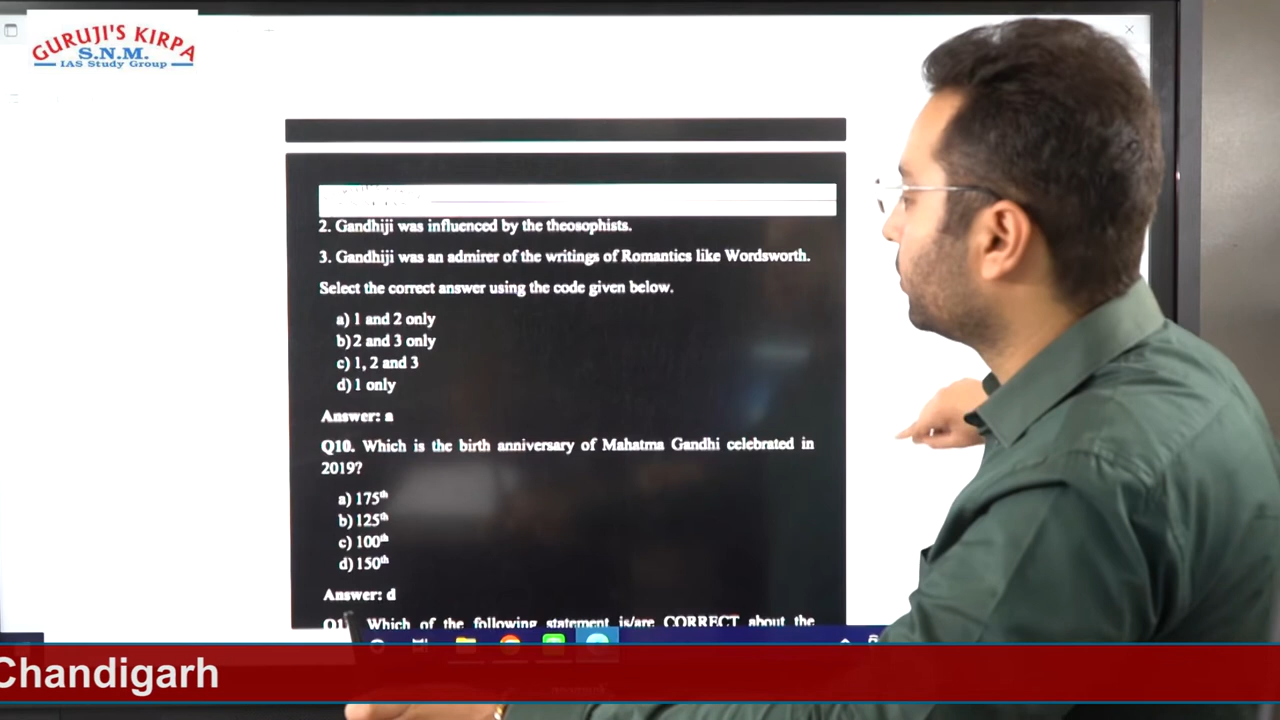 GURUJI'S KIRPA
S.N.M.
IAS Study Group
2. Gandhiji was influenced by the theosophists.
3. Gandhiji was an admirer of the writings of Romantics like Wordsworth.
Select the correct answer using the code given below.
a) 1 and 2 only
b) 2 and 3 only
c) 1, 2 and 3
d) 1 only
Answer: a
Q10. Which is the birth anniversary of Mahatma Gandhi celebrated in
2019?
a) 175th
b) 125th
c) 100th
d) 150th
Answer: d
Which of the following statement is/are CORRECT about the
Chandigarh